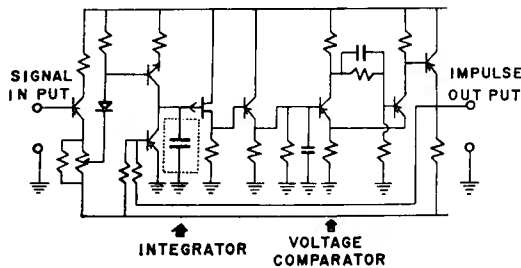 SIGNAL
IN PUT
IMPULSE
OUT PUT
INTEGRATOR
VOLTAGE
COMPARATOR